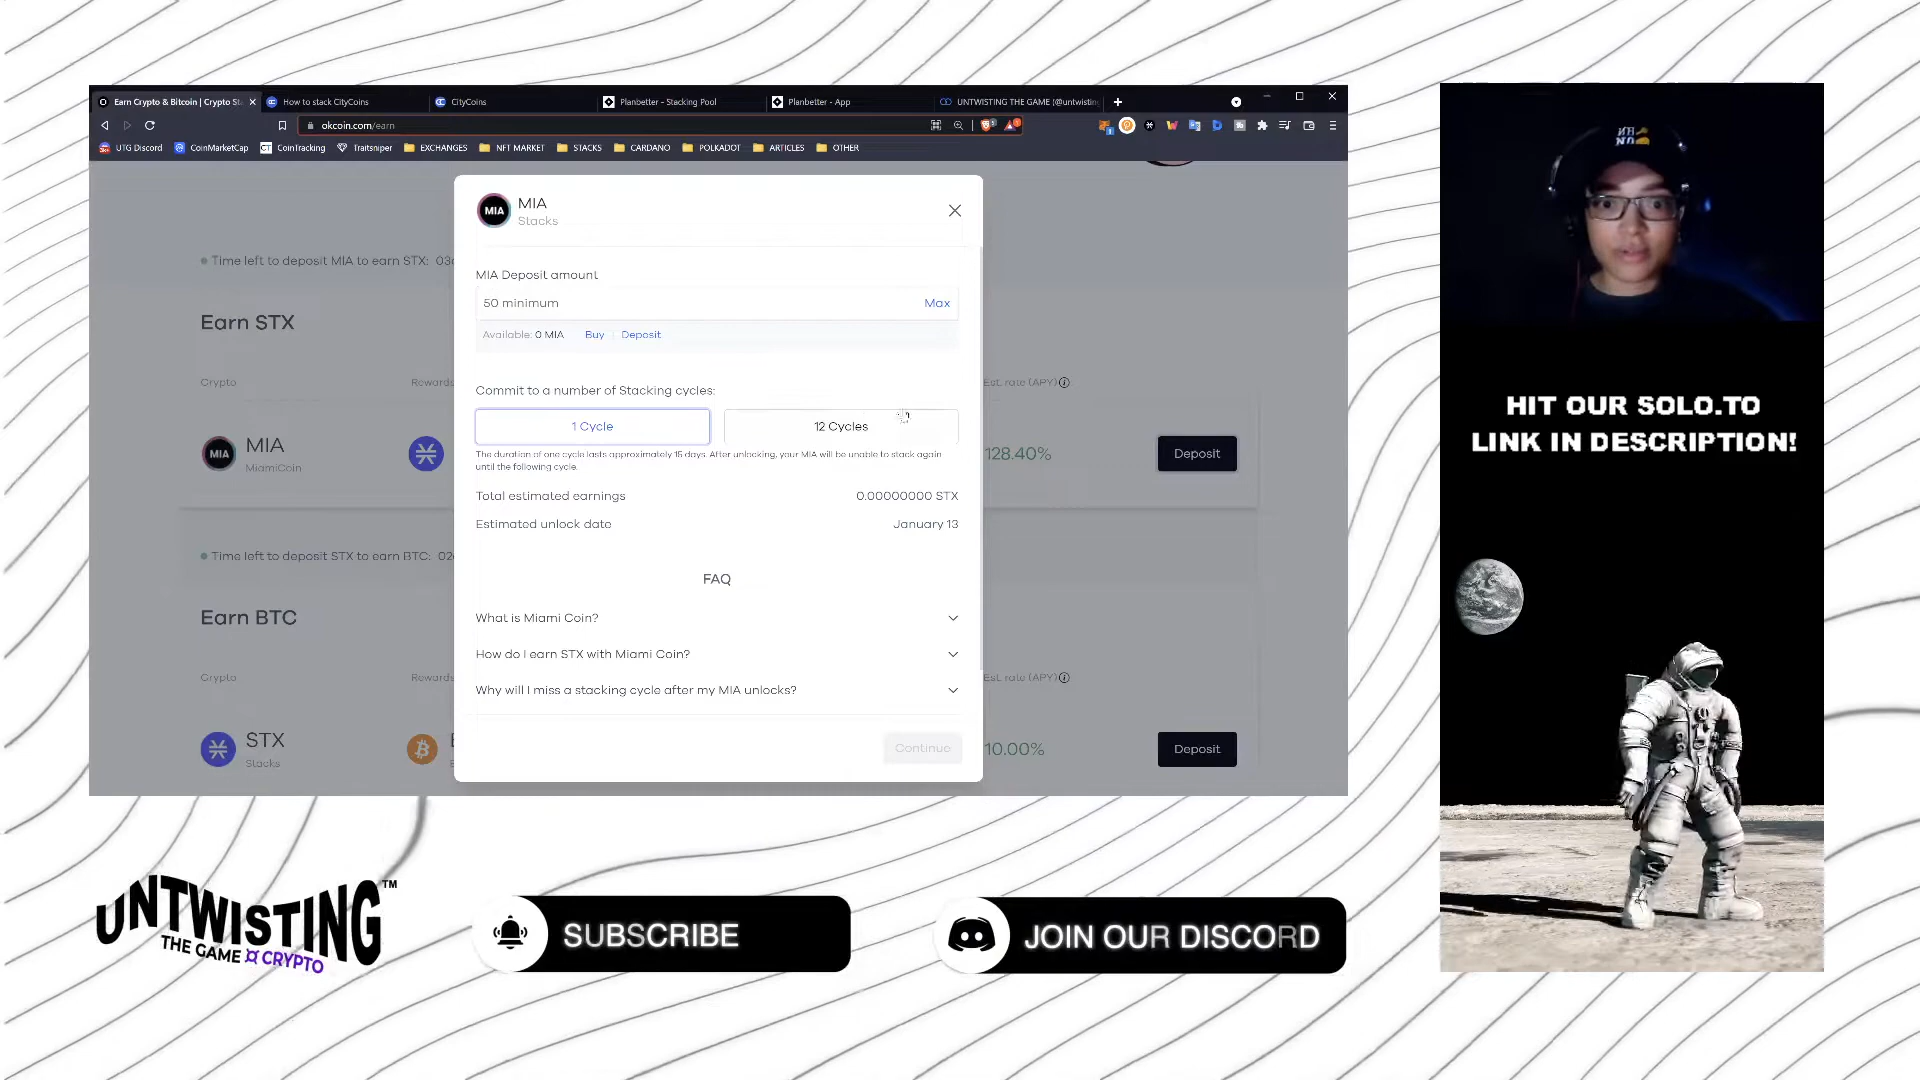 Earn Crypto & Bitcoin | Crypto St
How to stack CityCoins
CityCoins
Planbetter - Stacking Pool
Planbetter - App
UNTWISTING THE GAME (@untwistin
okcoin.com/earn
UTG Discord
CoinMarketCap
CoinTracking
Traitsniper
EXCHANGES
NFT MARKET
STACKS
CARDANO
POLKADOT
ARTICLES
OTHER
MIA
MIA
Stacks
Time left to deposit MIA to earn STX: 03d
Earn STX
Crypto
Rewards
Est. rate (APY)
MIA
MIA
MiamiCoin
128.40%
Deposit
Time left to deposit STX to earn BTC: 02d
Earn BTC
Crypto
Rewards
Est. rate (APY)
STX
Stacks
10.00%
Deposit
MIA Deposit amount
50 minimum
Max
Available: 0 MIA
Buy
Deposit
Commit to a number of Stacking cycles:
1 Cycle
12 Cycles
The duration of one cycle lasts approximately 15 days. After unlocking, your MIA will be unable to stack again
until the following cycle.
Total estimated earnings
0.00000000 STX
Estimated unlock date
January 13
FAQ
What is Miami Coin?
How do I earn STX with Miami Coin?
Why will I miss a stacking cycle after my MIA unlocks?
Continue
HIT OUR SOLO.TO
LINK IN DESCRIPTION!
UNTWISTING™
THE GAME CRYPTO
SUBSCRIBE
JOIN OUR DISCORD